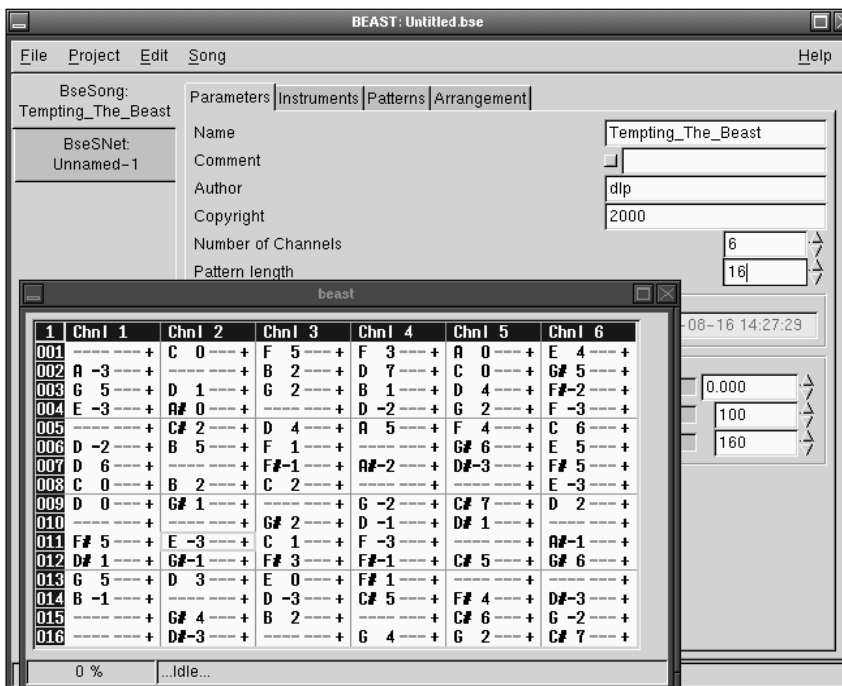 BEAST: Untitled.bse
File Project Edit Song Help
BseSong:
Tempting_The_Beast
BseSNet:
Unnamed-1
Parameters Instruments Patterns Arrangement
Name Tempting_The_Beast
Comment
Author dlp
Copyright 2000
Number of Channels 6
Pattern length 16
beast
-08-16 14:27:29
0.000
100
160
1 Chnl 1 Chnl 2 Chnl 3 Chnl 4 Chnl 5 Chnl 6
001 ---- --- + C 0 --- + F 5 --- + F 3 --- + A 0 --- + E 4 --- +
002 A -3 --- + ---- --- + B 2 --- + D 7 --- + C 0 --- + G# 5 --- +
003 G 5 --- + D 1 --- + G 2 --- + B 1 --- + D 4 --- + F#-2 --- +
004 E -3 --- + A# 0 --- + ---- --- + D -2 --- + G 2 --- + F -3 --- +
005 ---- --- + C# 2 --- + D 4 --- + A 5 --- + F 4 --- + C 6 --- +
006 D -2 --- + B 5 --- + F 1 --- + ---- --- + G# 6 --- + E 5 --- +
007 D 6 --- + ---- --- + F#-1 --- + A#-2 --- + D#-3 --- + F# 5 --- +
008 C 0 --- + B 2 --- + C 2 --- + ---- --- + ---- --- + E -3 --- +
009 D 0 --- + G# 1 --- + ---- --- + G -2 --- + C# 7 --- + D 2 --- +
010 ---- --- + ---- --- + G# 2 --- + D -1 --- + D# 1 --- + ---- --- +
011 F# 5 --- + E -3 --- + C 1 --- + F -3 --- + ---- --- + A#-1 --- +
012 D# 1 --- + G#-1 --- + F# 3 --- + F#-1 --- + C# 5 --- + G# 6 --- +
013 G 5 --- + D 3 --- + E 0 --- + F# 1 --- + ---- --- + ---- --- +
014 B -1 --- + ---- --- + D -3 --- + C# 5 --- + F# 4 --- + D#-3 --- +
015 ---- --- + G# 4 --- + B 2 --- + ---- --- + C# 6 --- + G -2 --- +
016 ---- --- + D#-3 --- + ---- --- + G 4 --- + G 2 --- + C# 7 --- +
0 % ...Idle...